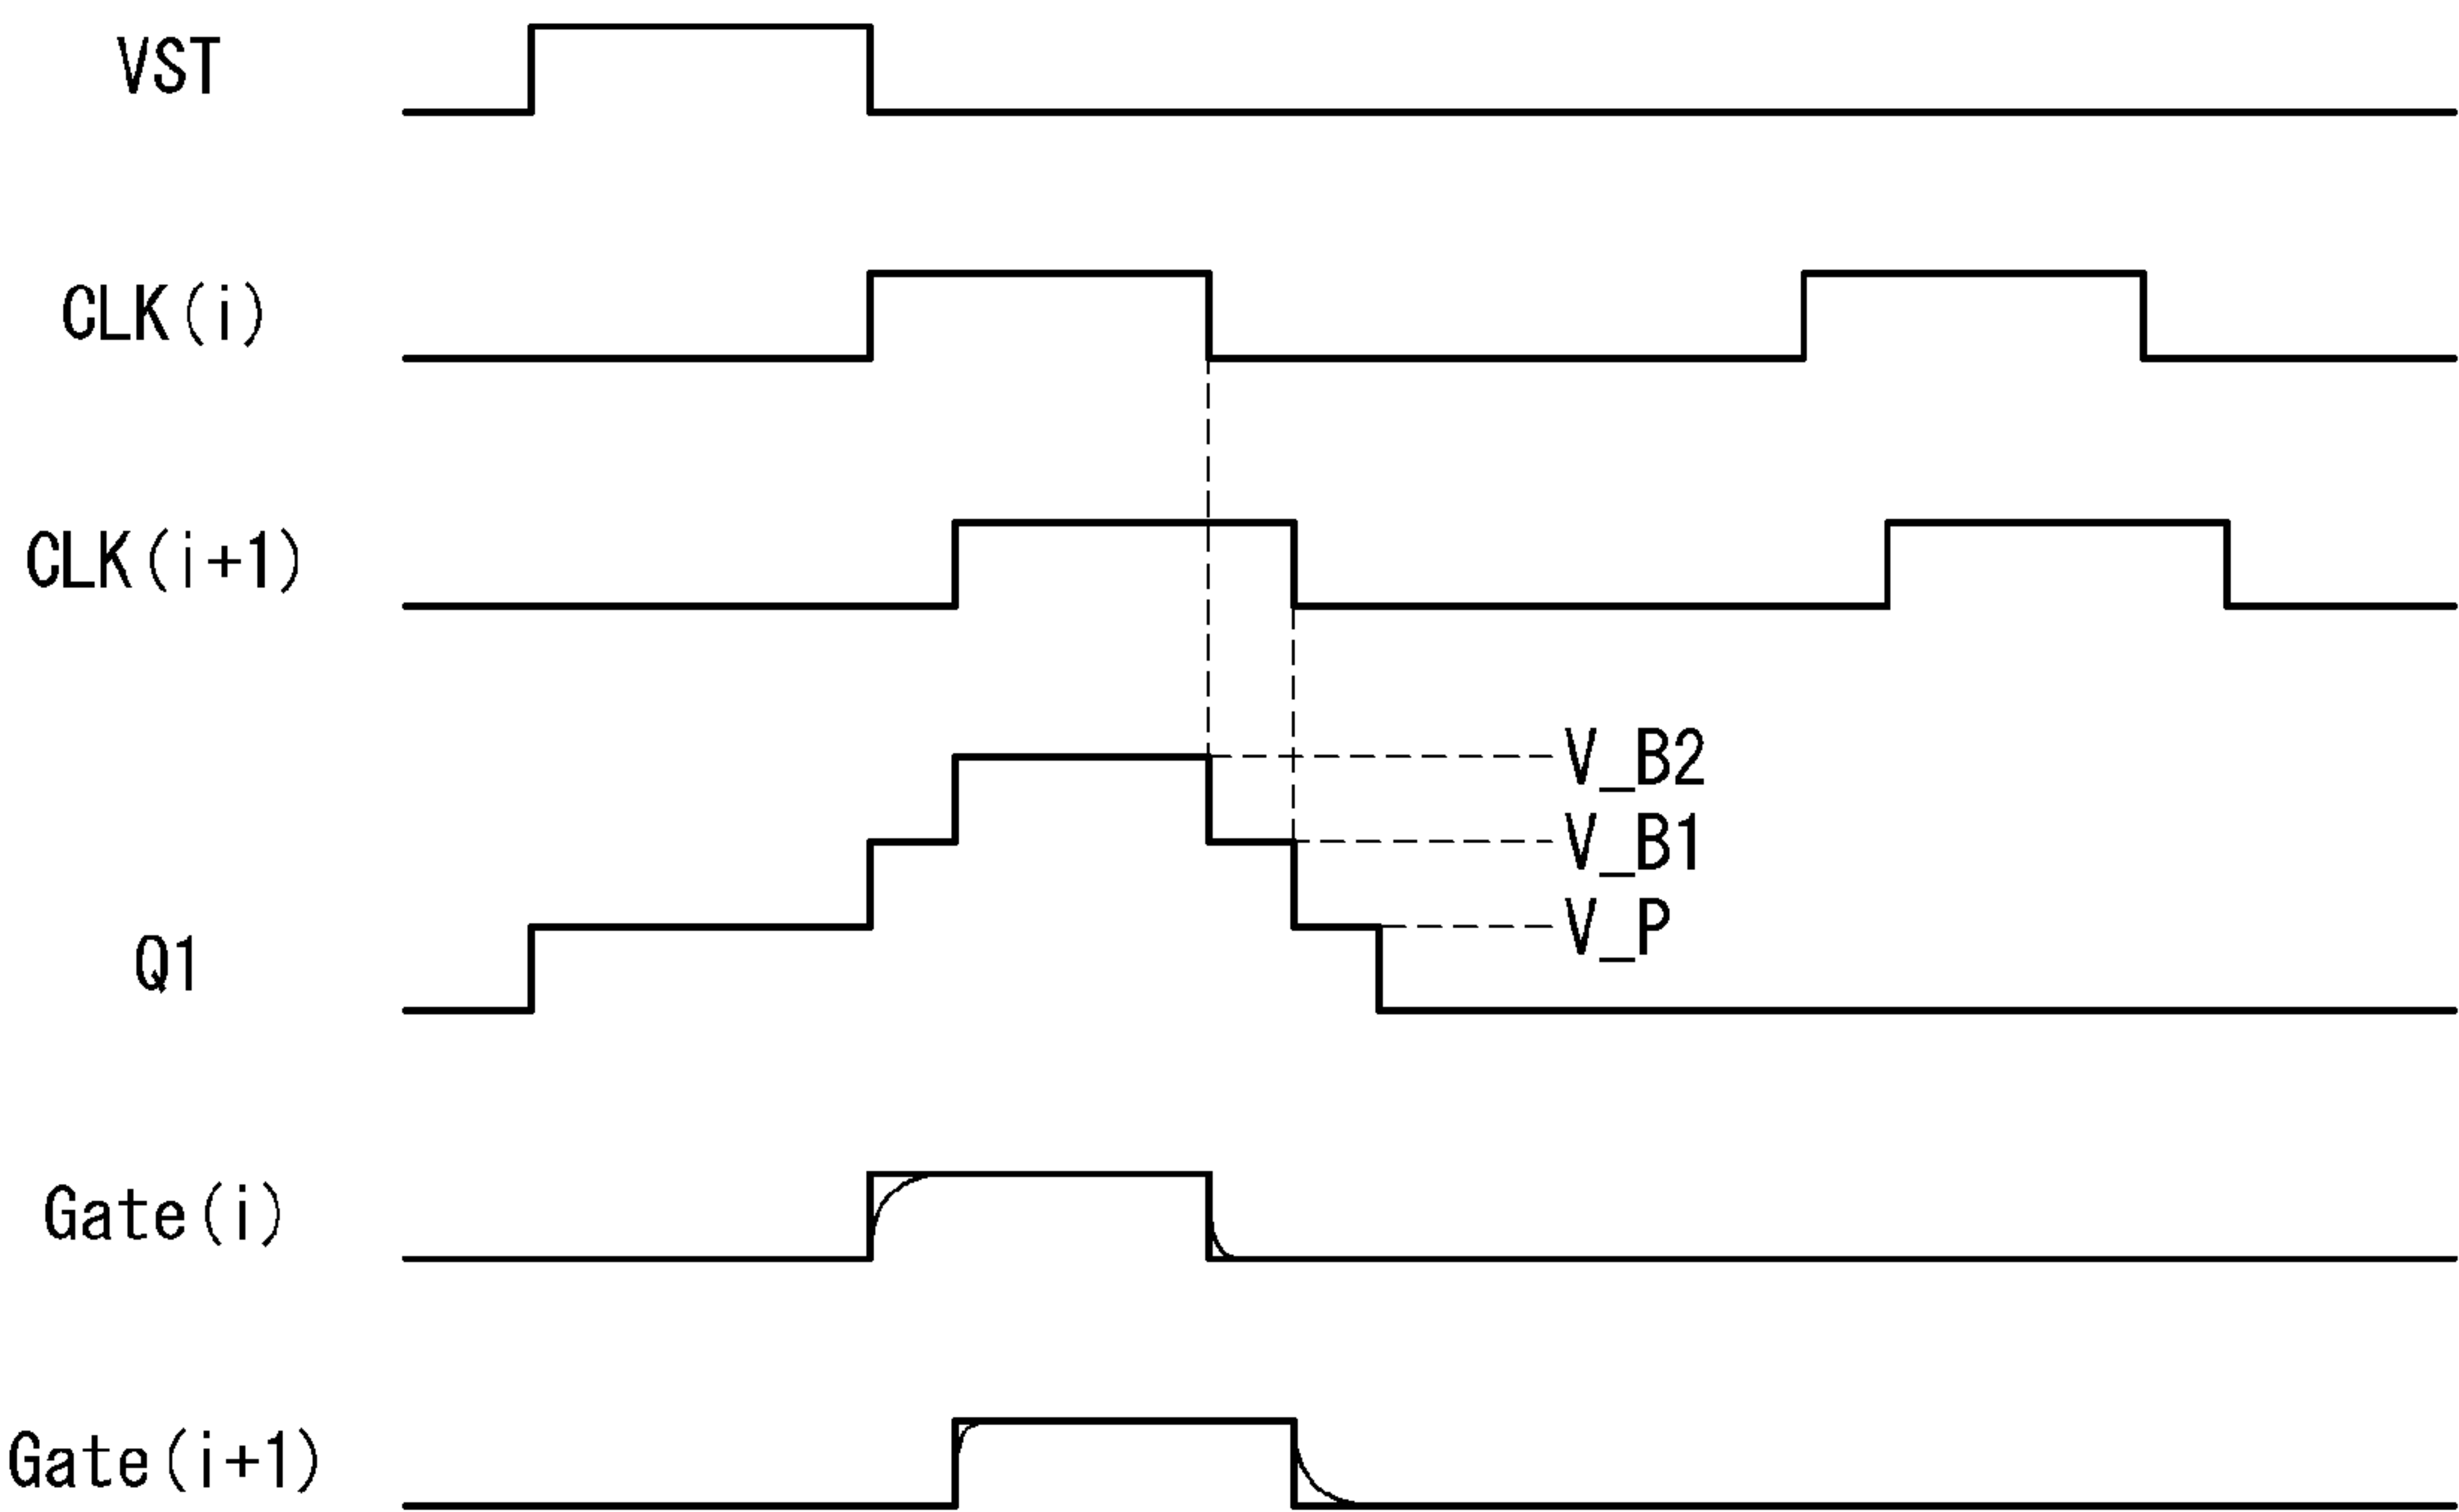 VST
CLK(i)
CLK(i+1)
V_B2
V_B1
V_P
Q1
Gate(i)
Gate(i+1)